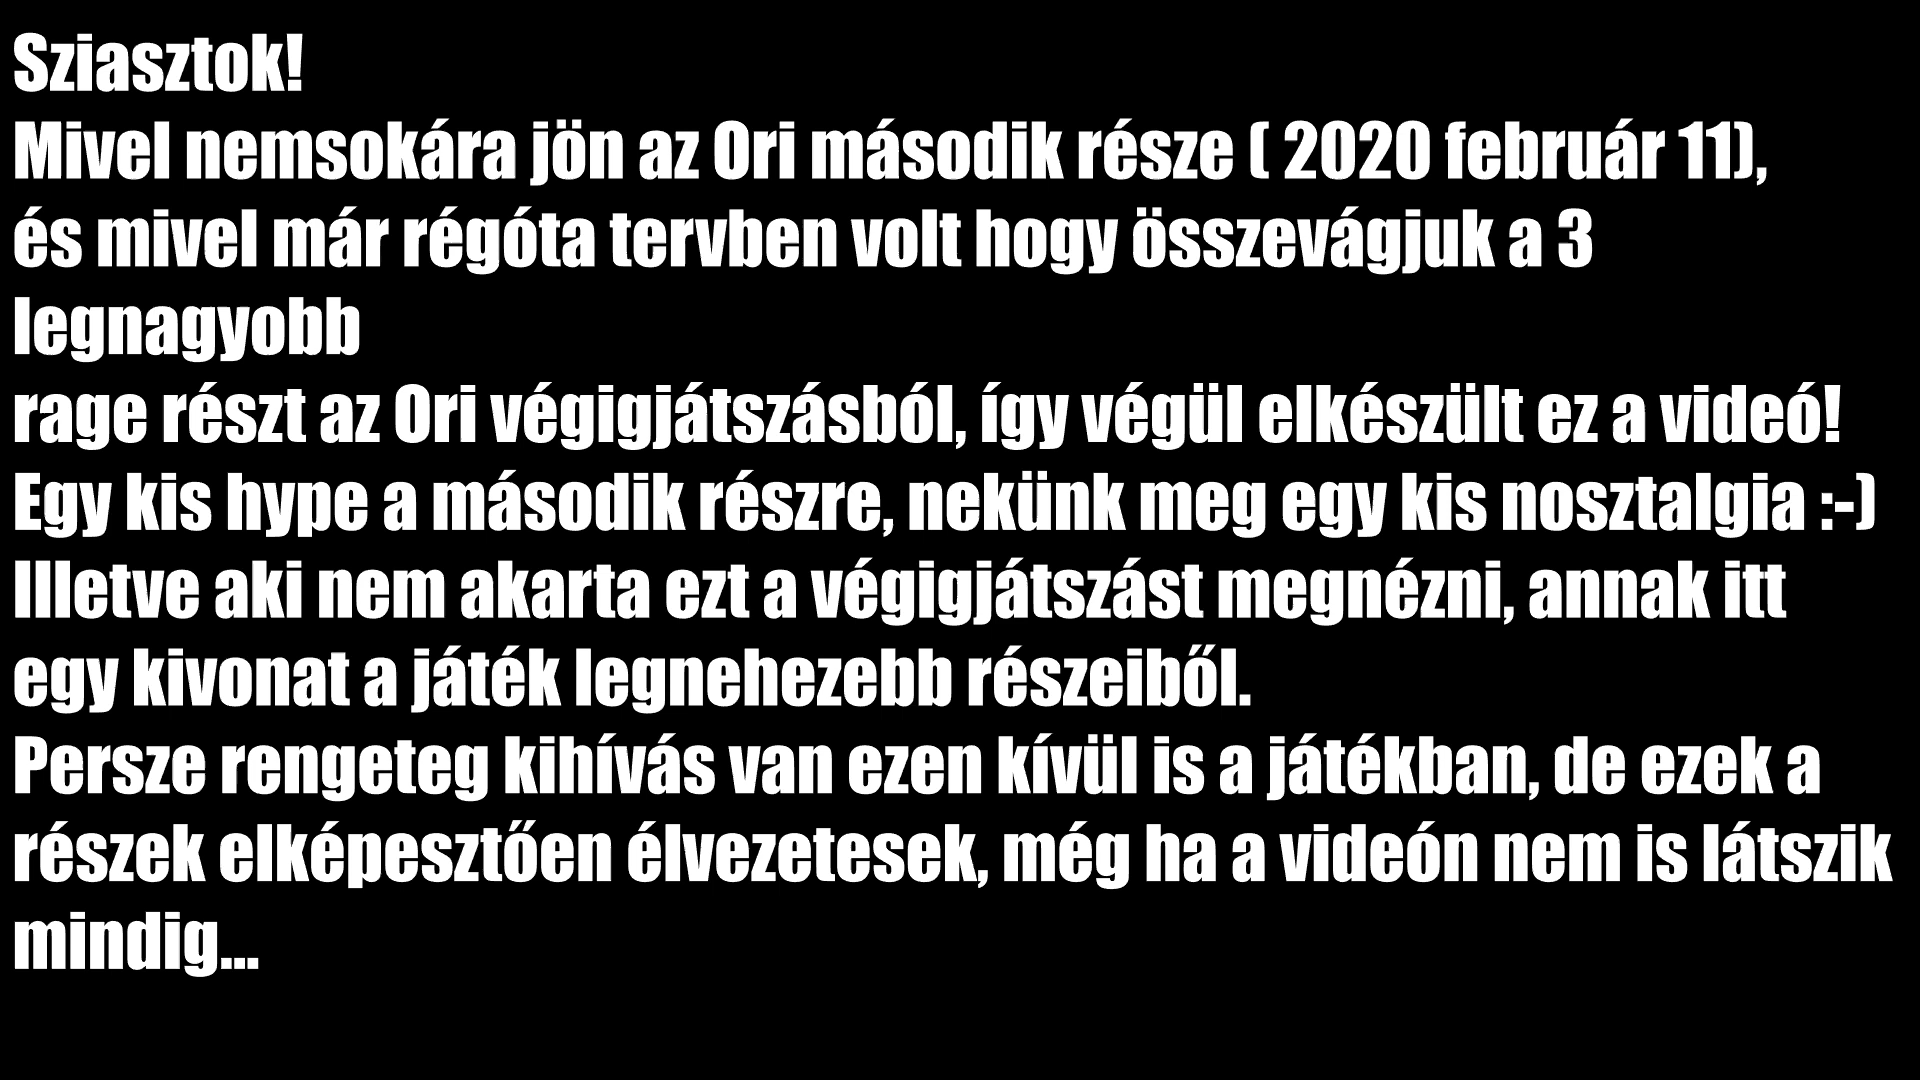 Sziasztok!
Mivel nemsokára jön az Ori második része ( 2020 február 11),
és mivel már régóta tervben volt hogy összevágjuk a 3
legnagyobb
rage részt az Ori végigjátszásból, így végül elkészült ez a videó!
Egy kis hype a második részre, nekünk meg egy kis nosztalgia :-)
Illetve aki nem akarta ezt a végigjátszást megnézni, annak itt
egy kivonat a játék legnehezebb részeiből.
Persze rengeteg kihívás van ezen kívül is a játékban, de ezek a
részek elképesztően élvezetesek, még ha a videón nem is látszik
mindig...